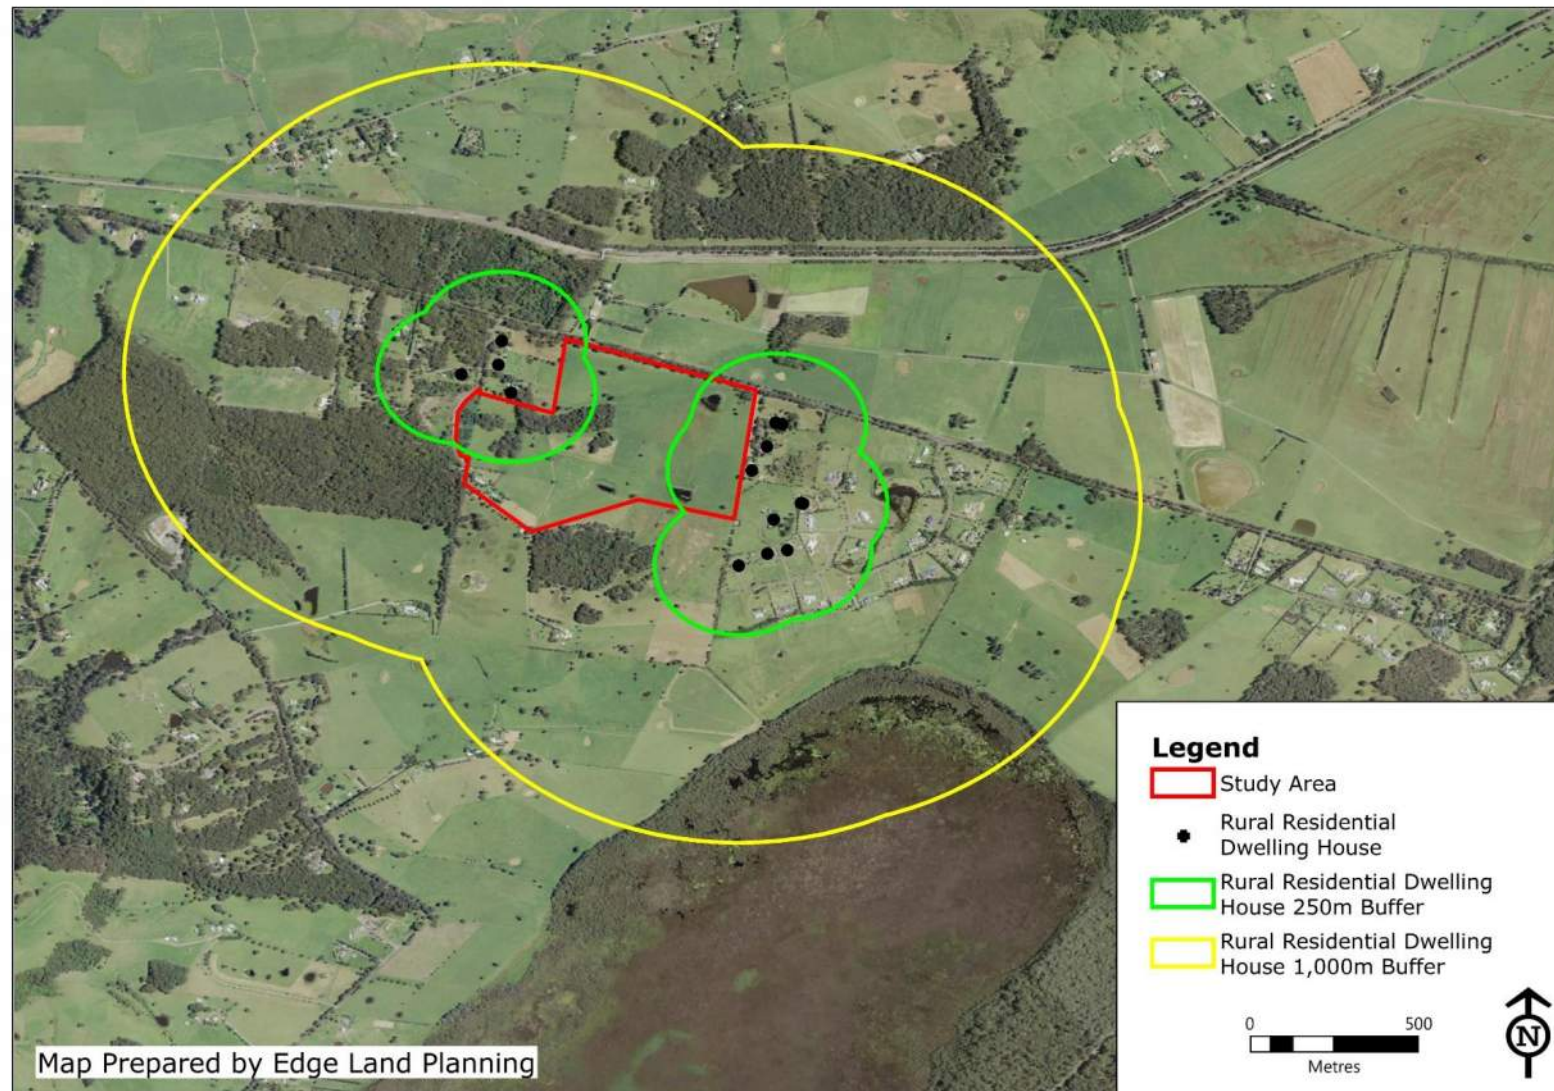 Legend
Study Area
Rural Residential
Dwelling House
Rural Residential Dwelling
House 250m Buffer
Rural Residential Dwelling
House 1,000m Buffer
0 500
Metres
N
Map Prepared by Edge Land Planning